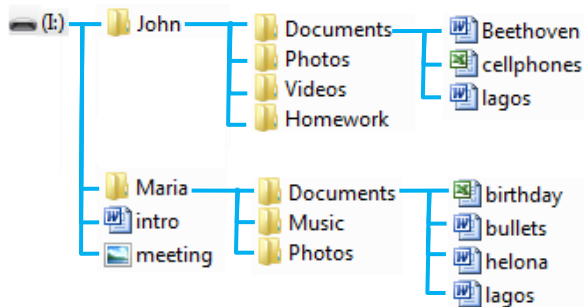 (I:)
John
Documents
Beethoven
Photos
cellphones
Videos
lagos
Homework
Maria
Documents
birthday
intro
Music
bullets
meeting
Photos
helona
lagos